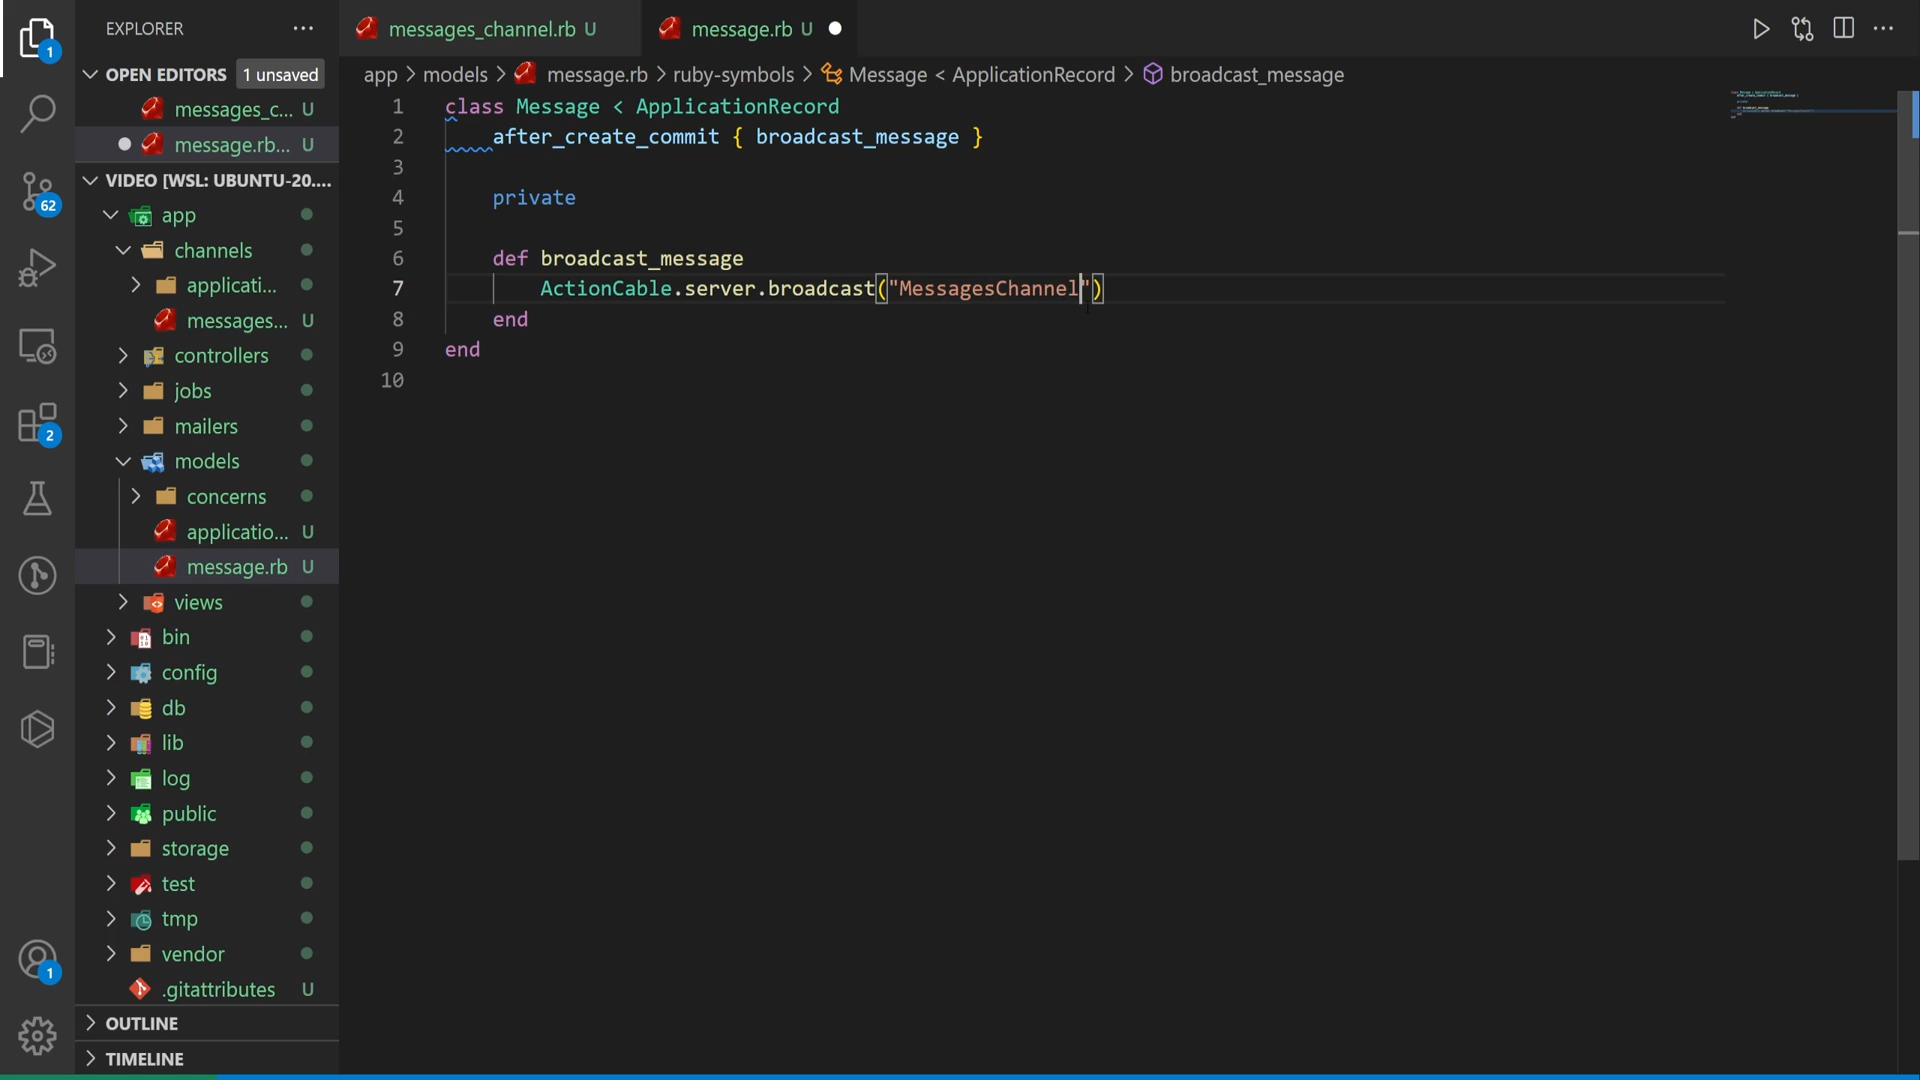 EXPLORER
messages_channel.rb U
message.rb U
OPEN EDITORS 1 unsaved
messages_c... U
message.rb... U
VIDEO [WSL: UBUNTU-20....
app
channels
applicati...
messages... U
controllers
jobs
mailers
models
concerns
applicatio... U
message.rb U
views
bin
config
db
lib
log
public
storage
test
tmp
vendor
.gitattributes U
OUTLINE
TIMELINE
1
62
2
1
app > models > message.rb > ruby-symbols > Message < ApplicationRecord > broadcast_message
1 class Message < ApplicationRecord
2 after_create_commit { broadcast_message }
3
4 private
5
6 def broadcast_message
7 ActionCable.server.broadcast("MessagesChannel")
8 end
9 end
10